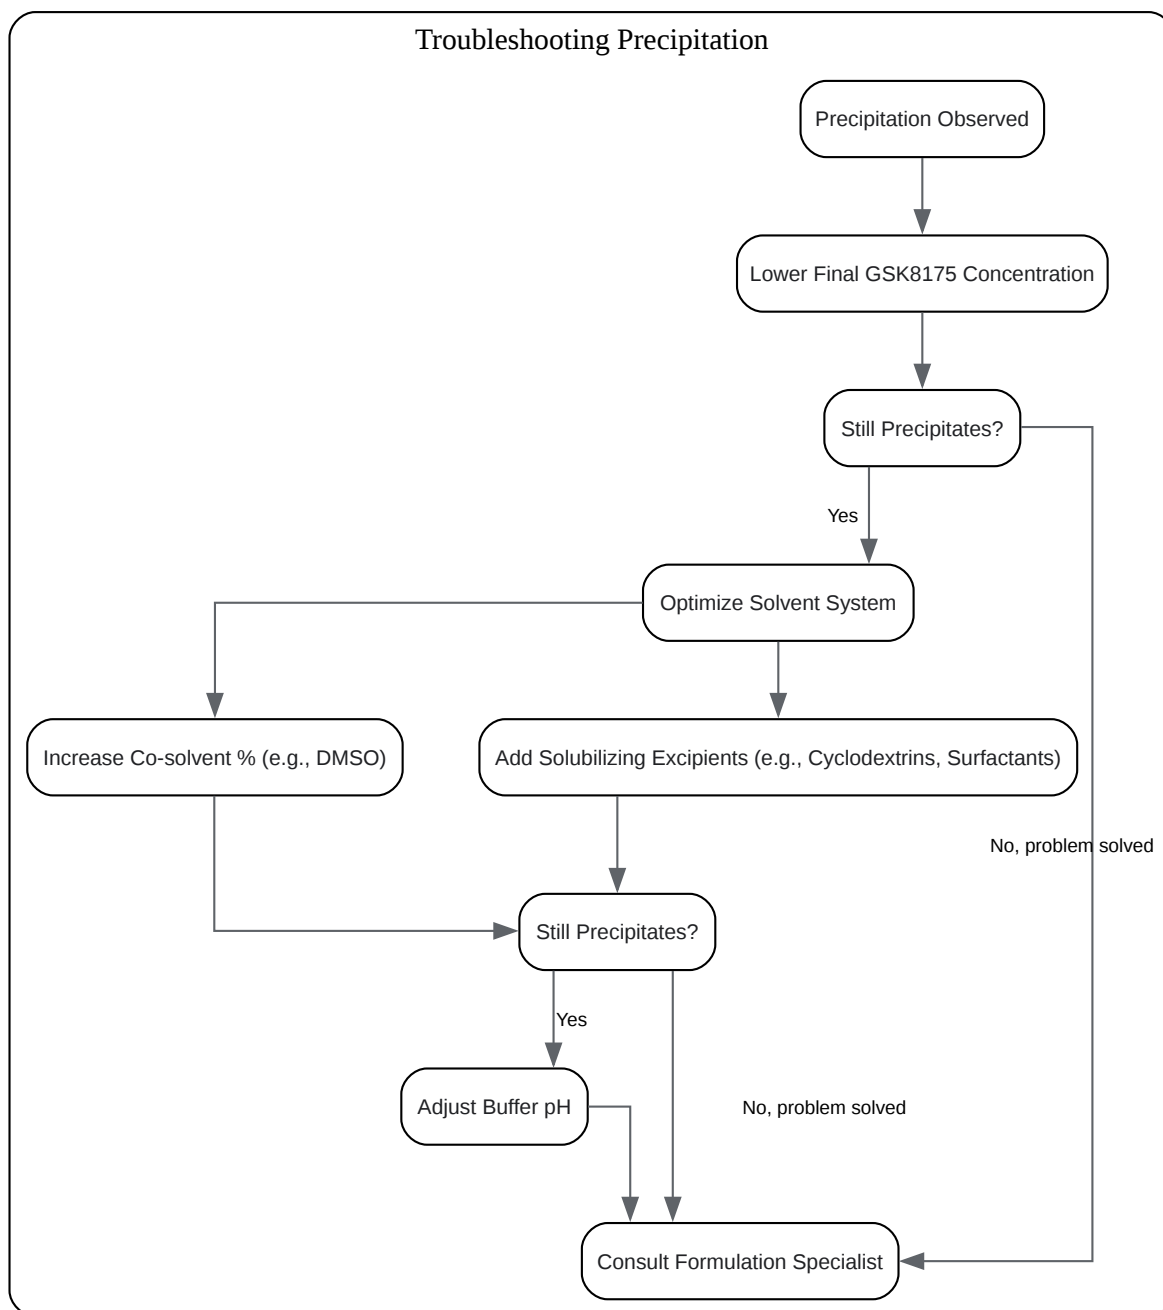 Troubleshooting Precipitation
Precipitation Observed
Lower Final GSK8175 Concentration
Still Precipitates?
Yes
Optimize Solvent System
Increase Co-solvent % (e.g., DMSO)
Add Solubilizing Excipients (e.g., Cyclodextrins, Surfactants)
No, problem solved
Still Precipitates?
Yes
Adjust Buffer pH
No, problem solved
Consult Formulation Specialist